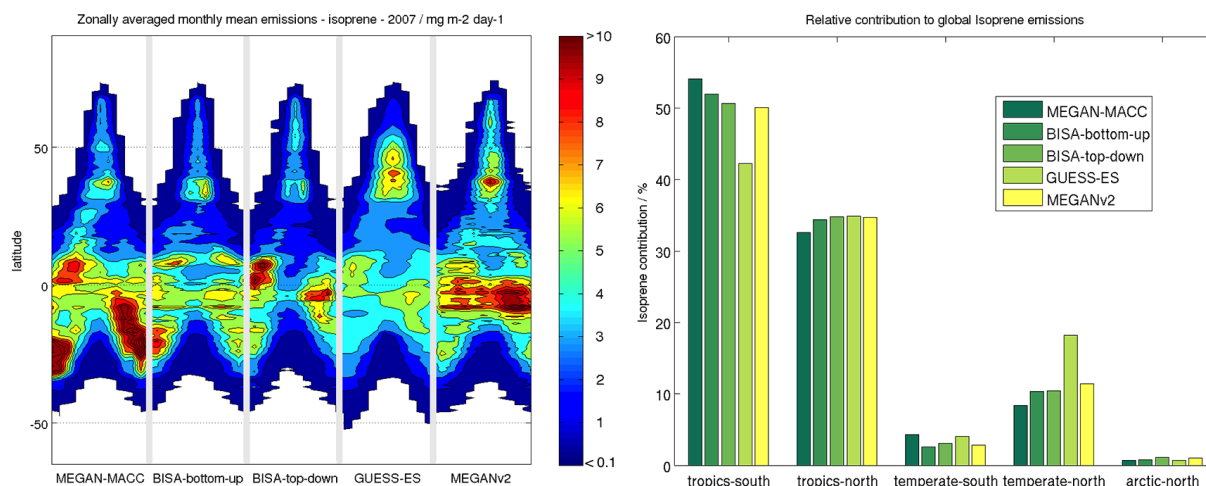 Zonally averaged monthly mean emissions - isoprene - 2007 / mg m-2 day-1
latitude
50
0
-50
MEGAN-MACC
BISA-bottom-up
BISA-top-down
GUESS-ES
MEGANv2
>10
9
8
7
6
5
4
3
2
1
<0.1
Relative contribution to global Isoprene emissions
Isoprene contribution / %
60
50
40
30
20
10
0
MEGAN-MACC
BISA-bottom-up
BISA-top-down
GUESS-ES
MEGANv2
tropics-south
tropics-north
temperate-south
temperate-north
arctic-north